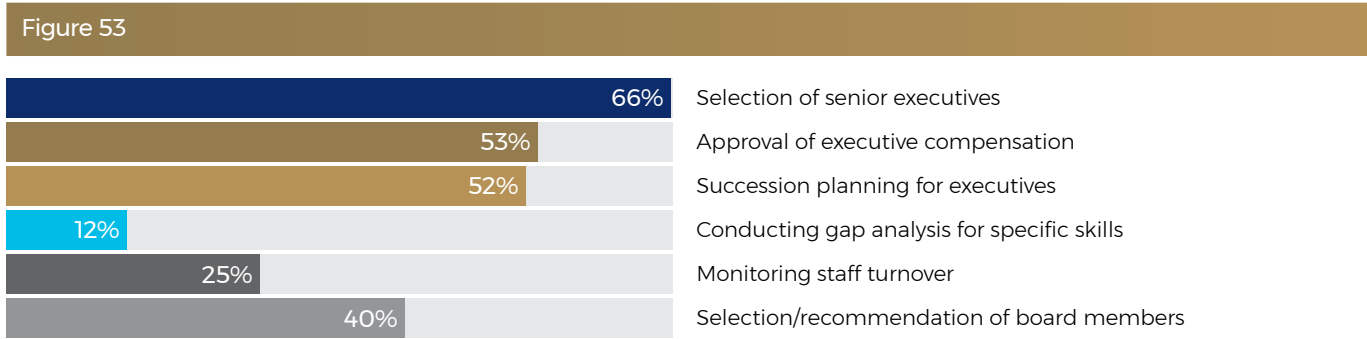 Figure 53
66% Selection of senior executives
53% Approval of executive compensation
52% Succession planning for executives
12% Conducting gap analysis for specific skills
25% Monitoring staff turnover
40% Selection/recommendation of board members